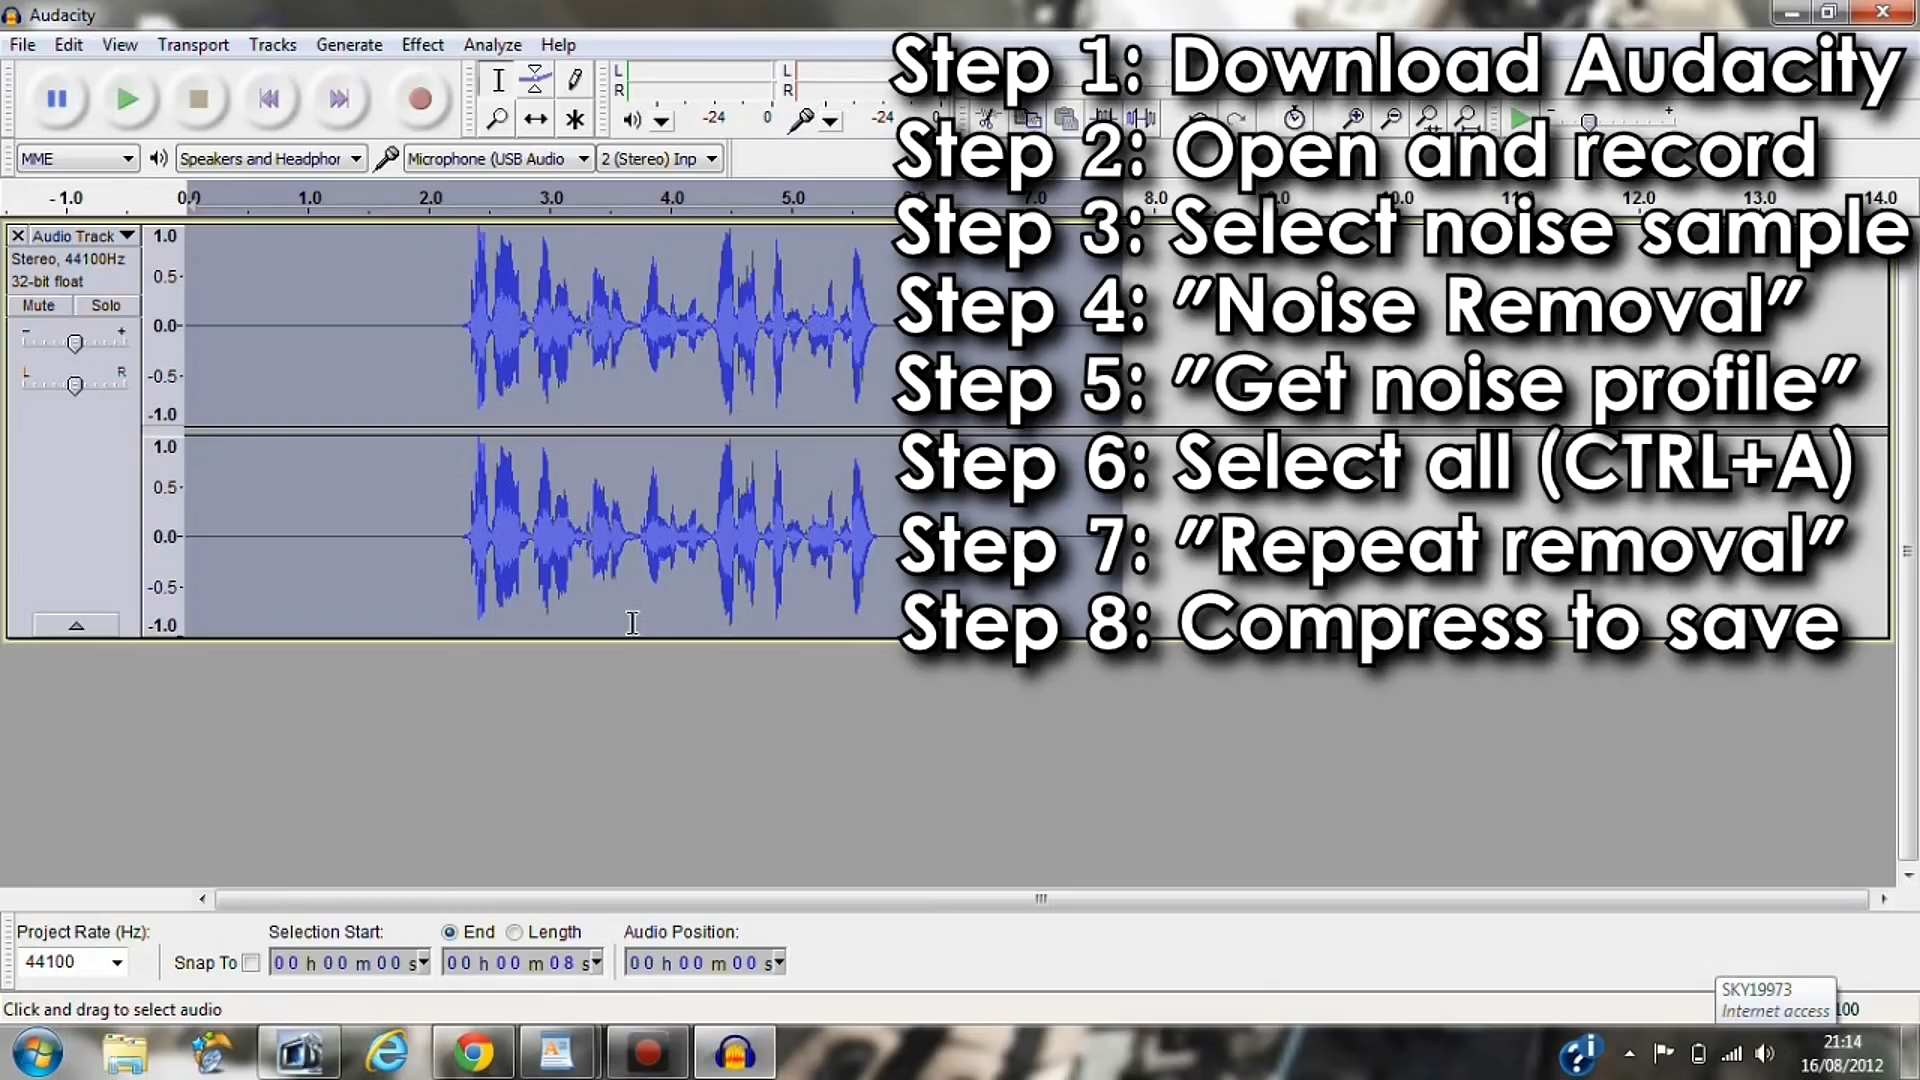 Audacity
File Edit View Transport Tracks Generate Effect Analyze Help
Step 1: Download Audacity
Step 2: Open and record
Step 3: Select noise sample
Step 4: "Noise Removal"
Step 5: "Get noise profile"
Step 6: Select all (CTRL+A)
Step 7: "Repeat removal"
Step 8: Compress to save
L
R
L
R
-24 0 -24 0
MME Speakers and Headphor Microphone (USB Audio 2 (Stereo) Inp
-1.0 0.0 1.0 2.0 3.0 4.0 5.0 7.0 8.0 12.0 13.0 14.0
Audio Track
Stereo, 44100Hz
32-bit float
Mute Solo
- +
L R
1.0
0.5
0.0
-0.5
-1.0
1.0
0.5
0.0
-0.5
-1.0
Project Rate (Hz): Selection Start: End Length Audio Position:
44100 Snap To 00 h 00 m 00 s 00 h 00 m 08 s 00 h 00 m 00 s
Click and drag to select audio
SKY19973
Internet access
100
21:14
16/08/2012